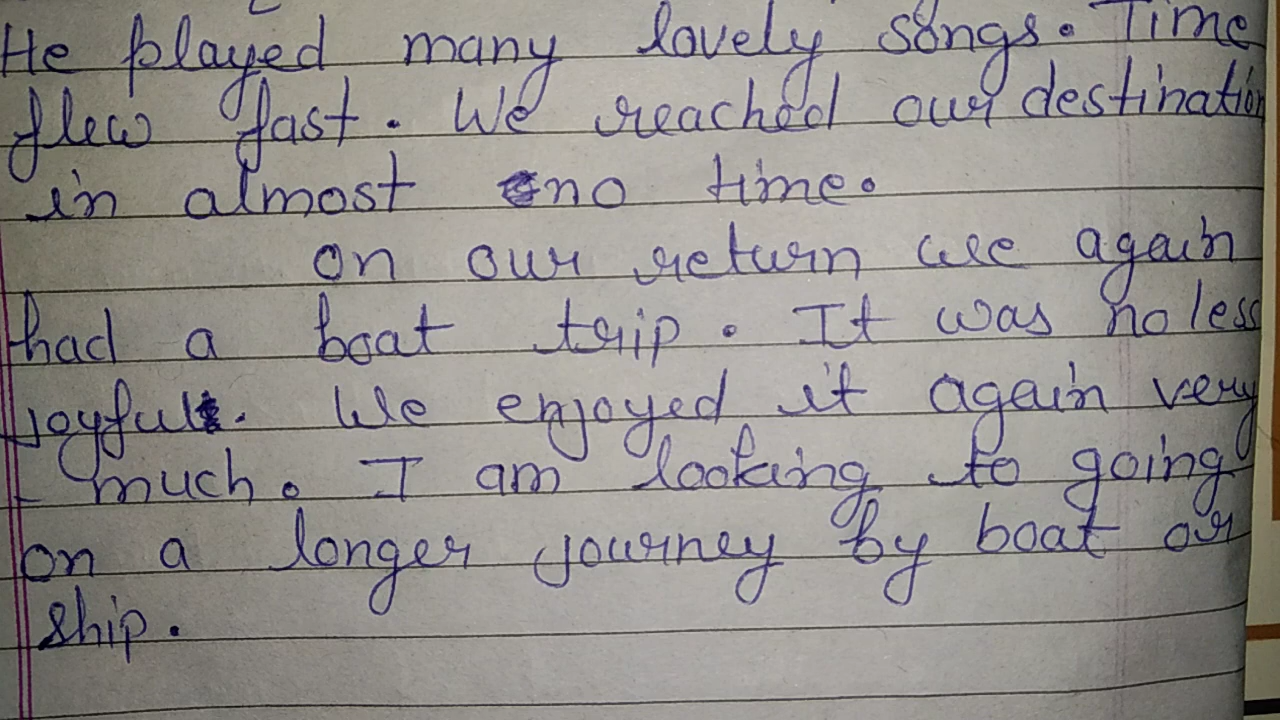 He played many lovely songs. Time
flew fast. We reached our destination
in almost no time.
on our return we again
had a boat trip. It was no less
joyful. We enjoyed it again very
much. I am looking to going
on a longer journey by boat or
ship.